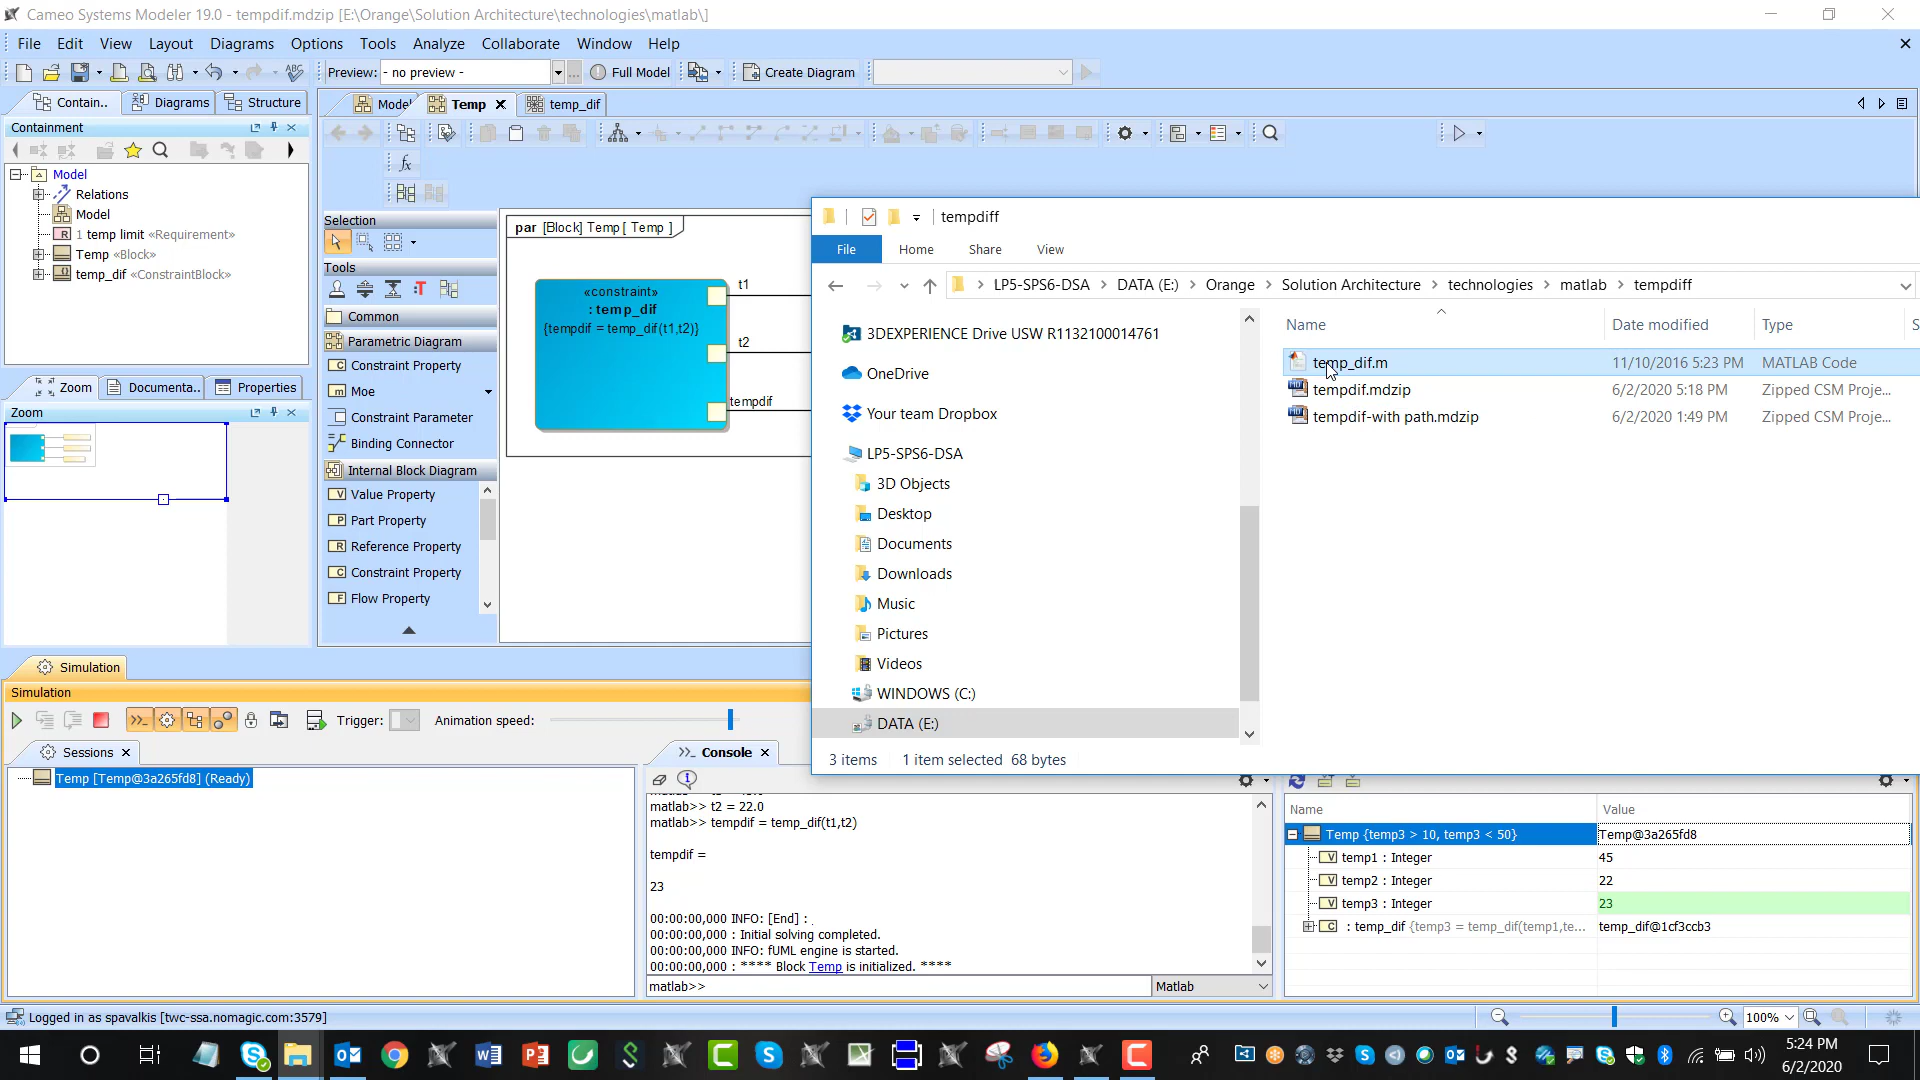 Cameo Systems Modeler 19.0 - tempdif.mdzip [E:\Orange\Solution Architecture\technologies\matlab\]
File Edit View Layout Diagrams Options Tools Analyze Collaborate Window Help
Preview: - no preview - Full Model Create Diagram
Contain.. Diagrams Structure
Model Temp temp_dif
Containment
Model
Relations
Model
1 temp limit «Requirement»
Temp «Block»
temp_dif «ConstraintBlock»
Zoom Documenta... Properties
Zoom
Selection
Tools
Common
Parametric Diagram
Constraint Property
Moe
Constraint Parameter
Binding Connector
Internal Block Diagram
Value Property
Part Property
Reference Property
Constraint Property
Flow Property
par [Block] Temp [ Temp ]
«constraint»
: temp_dif
{tempdif = temp_dif(t1,t2)}
t1
t2
tempdif
tempdiff
File Home Share View
LP5-SPS6-DSA > DATA (E:) > Orange > Solution Architecture > technologies > matlab > tempdiff
3DEXPERIENCE Drive USW R1132100014761
OneDrive
Your team Dropbox
LP5-SPS6-DSA
3D Objects
Desktop
Documents
Downloads
Music
Pictures
Videos
WINDOWS (C:)
DATA (E:)
Name Date modified Type
temp_dif.m 11/10/2016 5:23 PM MATLAB Code
tempdif.mdzip 6/2/2020 5:18 PM Zipped CSM Proje...
tempdif-with path.mdzip 6/2/2020 1:49 PM Zipped CSM Proje...
3 items 1 item selected 68 bytes
Simulation
Simulation
Trigger: Animation speed:
Sessions
Temp [Temp@3a265fd8] (Ready)
Console
matlab>> t2 = 22.0
matlab>> tempdif = temp_dif(t1,t2)
tempdif =
23
00:00:00,000 INFO: [End] :
00:00:00,000 : Initial solving completed.
00:00:00,000 INFO: fUML engine is started.
00:00:00,000 : **** Block Temp is initialized. ****
matlab>> Matlab
Name Value
Temp {temp3 > 10, temp3 < 50} Temp@3a265fd8
temp1 : Integer 45
temp2 : Integer 22
temp3 : Integer 23
: temp_dif {temp3 = temp_dif(temp1,te... temp_dif@1cf3ccb3
Logged in as spavalkis [twc-ssa.nomagic.com:3579]
100%
5:24 PM
6/2/2020